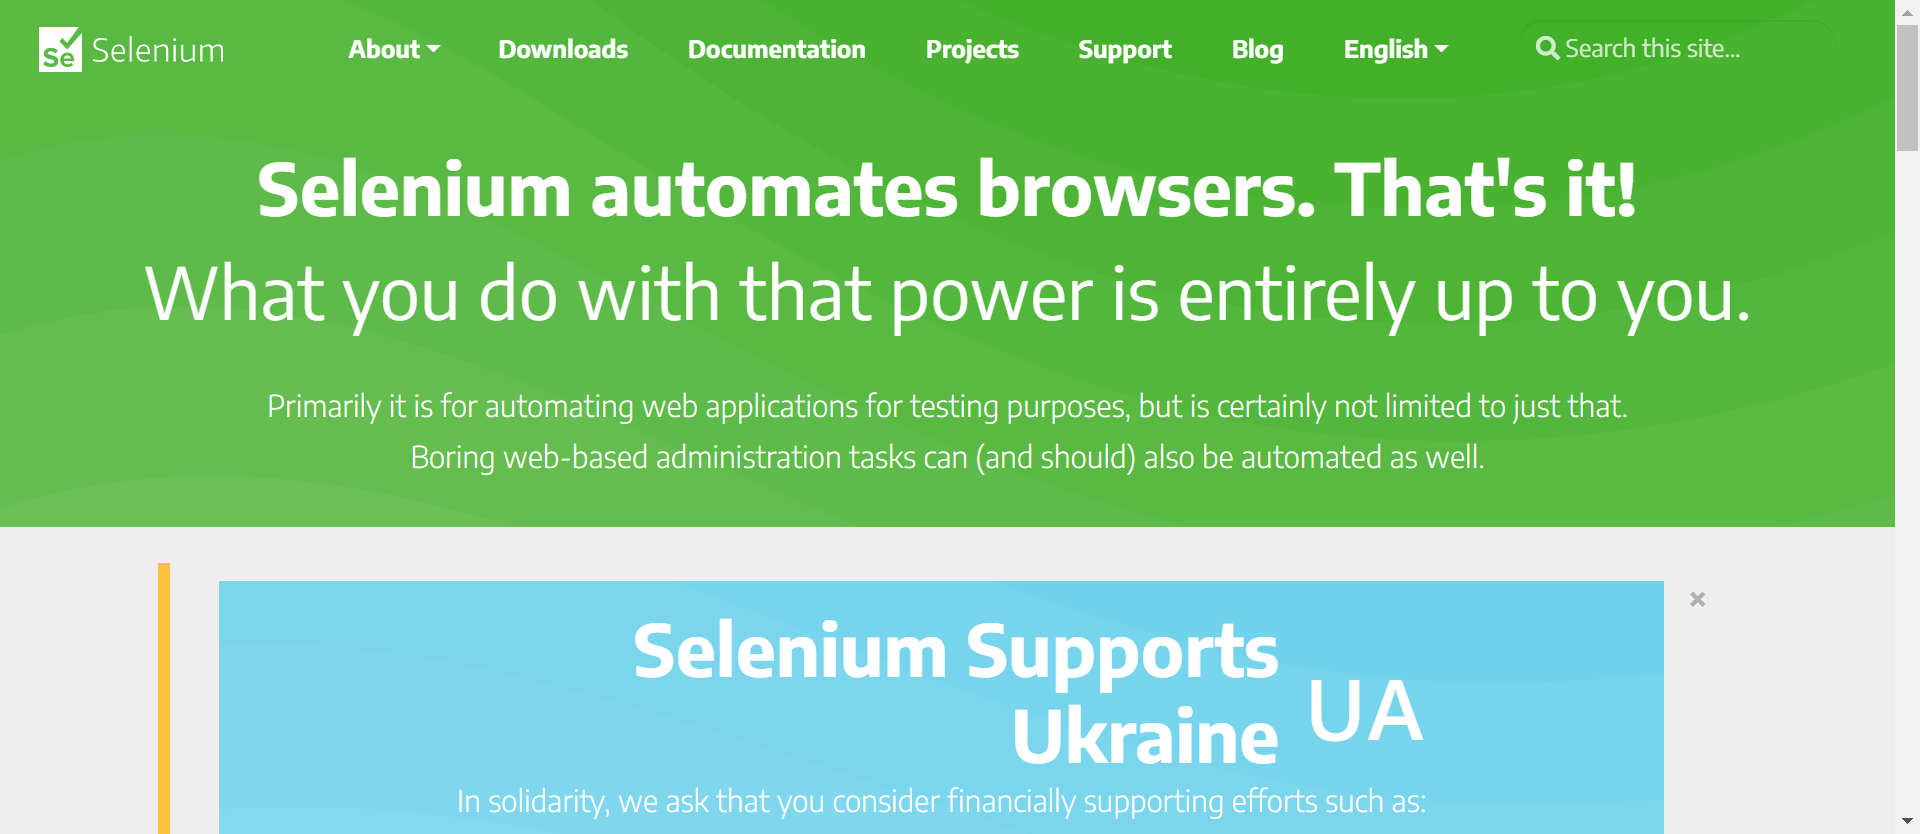 Se Selenium
About
Downloads
Documentation
Projects
Support
Blog
English
Search this site...
Selenium automates browsers. That's it!
What you do with that power is entirely up to you.
Primarily it is for automating web applications for testing purposes, but is certainly not limited to just that.
Boring web-based administration tasks can (and should) also be automated as well.
Selenium Supports
Ukraine
UA
In solidarity, we ask that you consider financially supporting efforts such as: